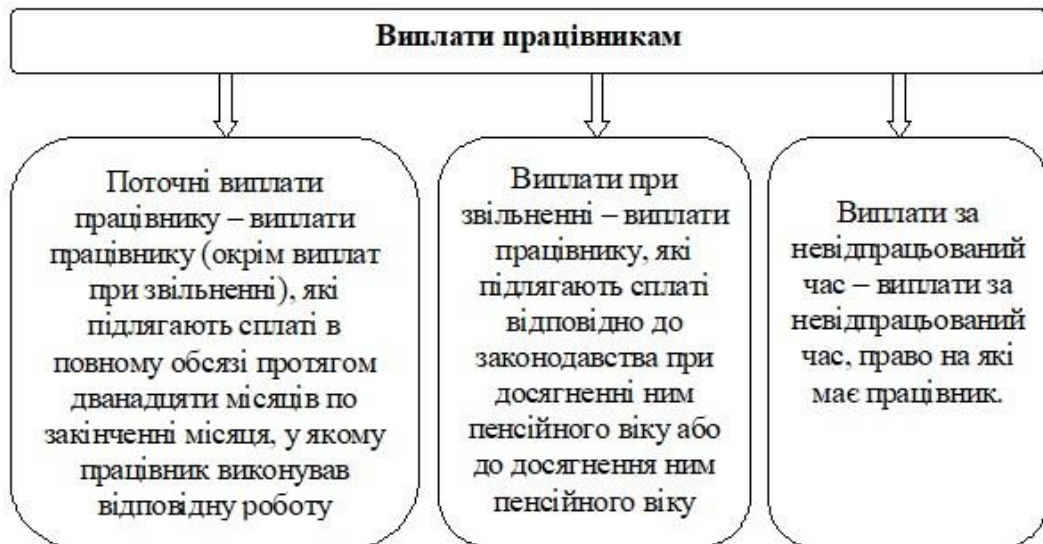 Виплати працівникам
Поточні виплати
працівнику – виплати
працівнику (окрім виплат
при звільненні), які
підлягають сплаті в
повному обсязі протягом
дванадцяти місяців по
закінченні місяця, у якому
працівник виконував
відповідну роботу
Виплати при
звільненні – виплати
працівнику, які
підлягають сплаті
відповідно до
законодавства при
досягненні ним
пенсійного віку або
до досягнення ним
пенсійного віку
Виплати за
невідпрацьований
час – виплати за
невідпрацьований
час, право на які
має працівник.